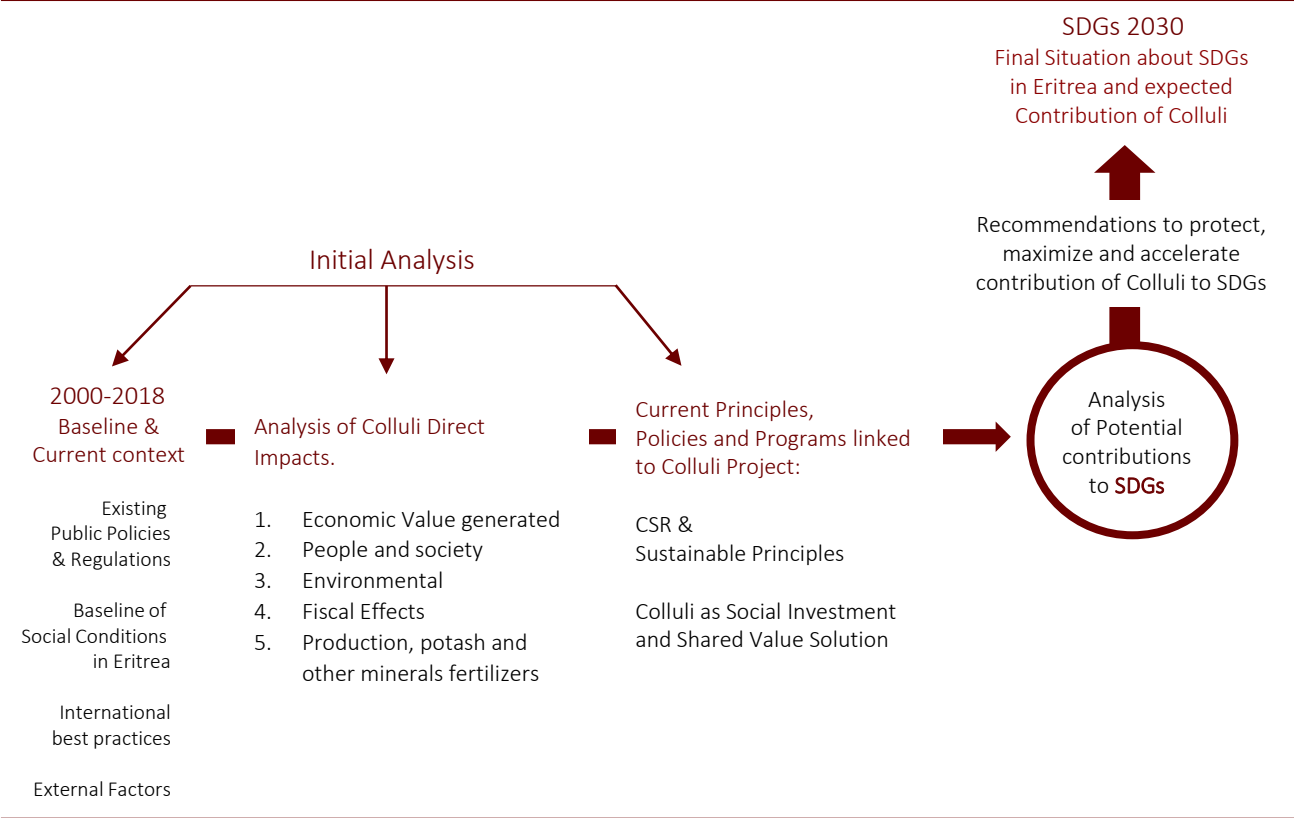 SDGs 2030
Final Situation about SDGs
in Eritrea and expected
Contribution of Colluli
Recommendations to protect,
maximize and accelerate
contribution of Colluli to SDGs
Initial Analysis
2000-2018
Baseline &
Current context
Existing
Public Policies
& Regulations
Baseline of
Social Conditions
in Eritrea
International
best practices
External Factors
Analysis of Colluli Direct
Impacts.
1. Economic Value generated
2. People and society
3. Environmental
4. Fiscal Effects
5. Production, potash and
other minerals fertilizers
Current Principles,
Policies and Programs linked
to Colluli Project:
CSR &
Sustainable Principles
Colluli as Social Investment
and Shared Value Solution
Analysis
of Potential
contributions
to SDGs